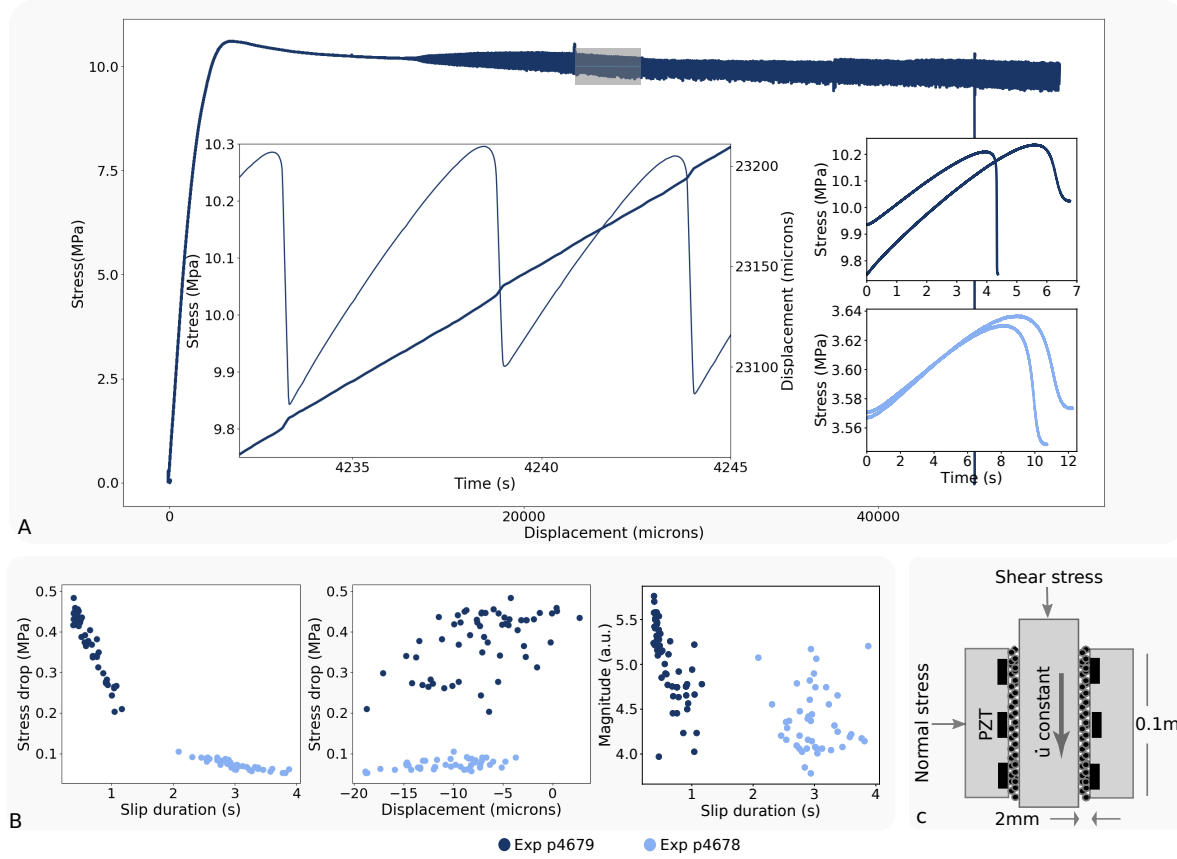 10.0
7.5
5.0
2.5
0.0
Stress(MPa)
0
20000
40000
Displacement (microns)
A
10.3
10.2
10.1
10.0
9.9
9.8
Stress (Mpa)
4235
4240
4245
Time (s)
23200
23150
23100
Displacement (microns)
10.2
10.1
10.0
9.9
9.8
Stress (MPa)
0 1 2 3 4 5 6 7
3.64
3.62
3.60
3.58
3.56
Stress (MPa)
0 2 4 6 8 10 12
Time (s)
0.5
0.4
0.3
0.2
0.1
Stress drop (MPa)
1 2 3 4
Slip duration (s)
B
0.5
0.4
0.3
0.2
0.1
Stress drop (MPa)
−20 −15 −10 −5 0
Displacement (microns)
5.5
5.0
4.5
4.0
Magnitude (a.u.)
1 2 3 4
Slip duration (s)
Shear stress
Normal stress
PZT
u̇ constant
0.1m
2mm
c
Exp p4679
Exp p4678